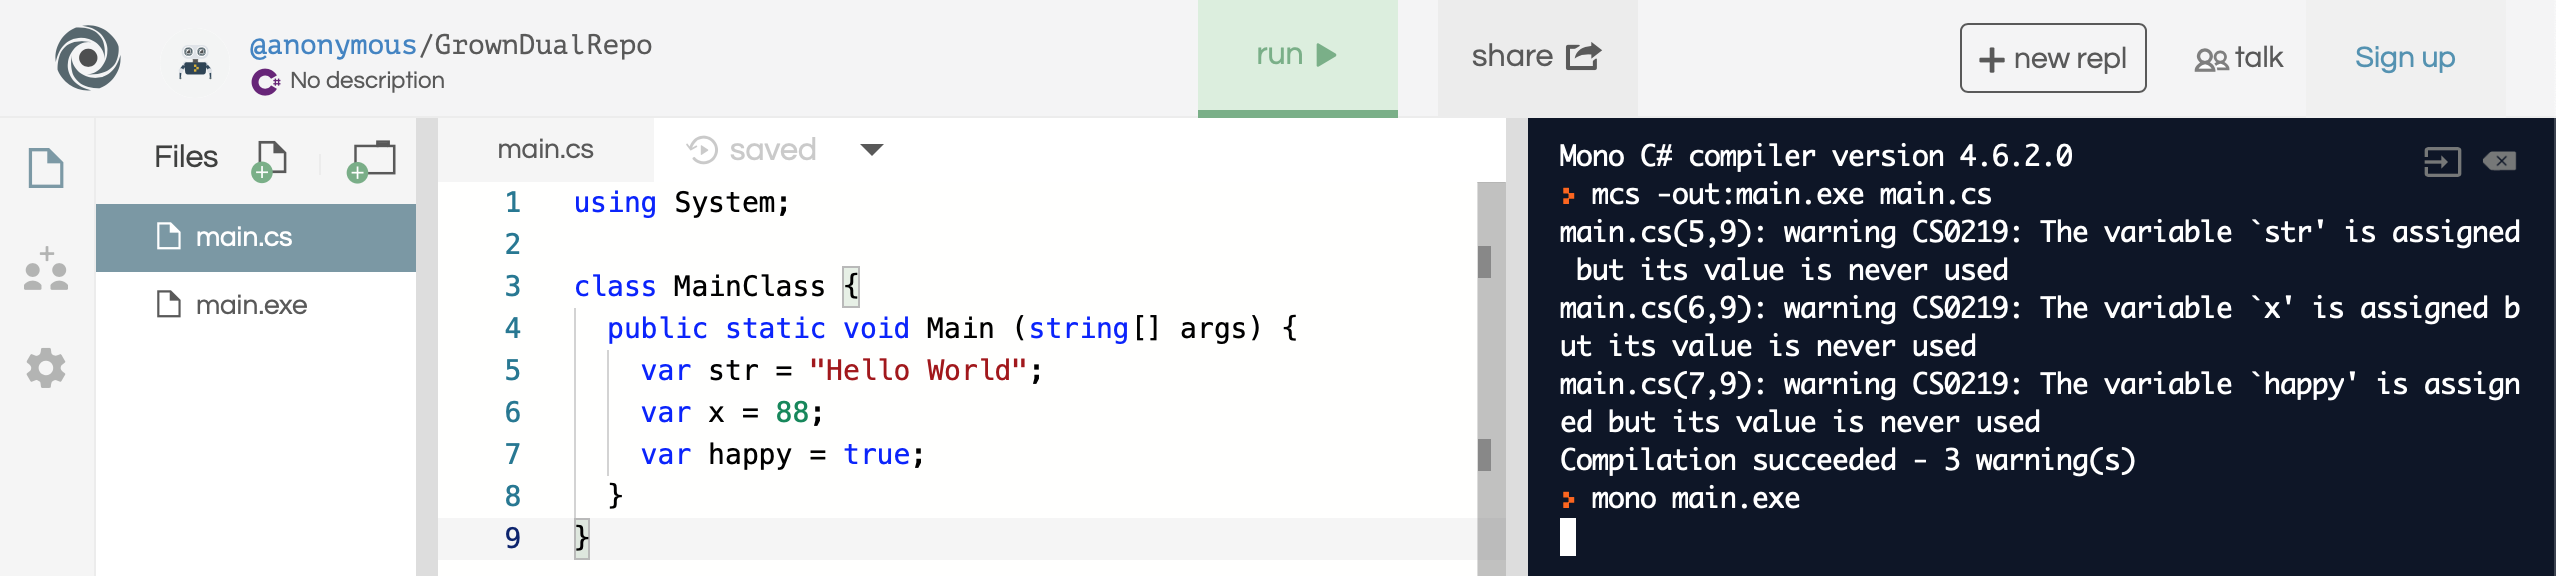 @anonymous/GrownDualRepo
No description
run
share
+ new repl
talk
Sign up
Files
main.cs
main.exe
main.cs
saved
1 using System;
2
3 class MainClass {
4 public static void Main (string[] args) {
5 var str = "Hello World";
6 var x = 88;
7 var happy = true;
8 }
9 }
Mono C# compiler version 4.6.2.0
mcs -out:main.exe main.cs
main.cs(5,9): warning CS0219: The variable `str' is assigned
but its value is never used
main.cs(6,9): warning CS0219: The variable `x' is assigned b
ut its value is never used
main.cs(7,9): warning CS0219: The variable `happy' is assign
ed but its value is never used
Compilation succeeded - 3 warning(s)
mono main.exe